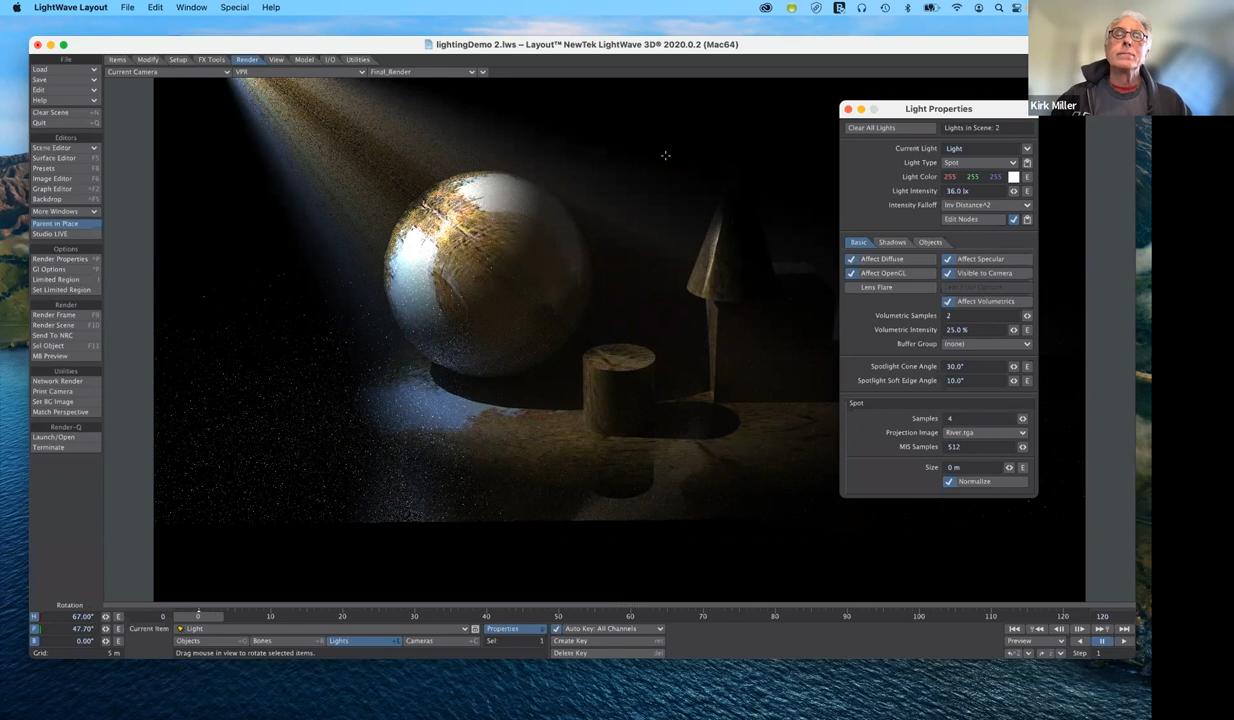 LightWave Layout File Edit Window Special Help
lightingDemo 2.lws – Layout™ NewTek LightWave 3D® 2020.0.2 (Mac64)
File
Items Modify Setup FX Tools Render View Model I/O Utilities
Load
Current Camera VPR Final_Render
Save
Edit
Help
Clear Scene
Quit
Editors
Scene Editor
Surface Editor F5
Presets F8
Image Editor F6
Graph Editor ^F2
Backdrop ^F5
More Windows
Parent in Place
Studio LIVE
Options
Render Properties ^P
GI Options
Limited Region
Set Limited Region
Render
Render Frame F9
Render Scene F10
Send To NRC
Sel Object F11
MB Preview
Utilities
Network Render
Print Camera
Set BG Image
Match Perspective
Render-Q
Launch/Open
Terminate
Kirk Miller
Light Properties
Clear All Lights Lights in Scene: 2
Current Light Light
Light Type Spot
Light Color 255 255 255 E
Light Intensity 36.0 lx E
Intensity Falloff Inv Distance^2
Edit Nodes
Basic Shadows Objects
Affect Diffuse Affect Specular
Affect OpenGL Visible to Camera
Lens Flare
Affect Volumetrics
Volumetric Samples 2
Volumetric Intensity 25.0 % E
Buffer Group (none)
Spotlight Cone Angle 30.0° E
Spotlight Soft Edge Angle 10.0° E
Spot
Samples 4
Projection Image River.tga
MIS Samples 512
Size 0 m E
Normalize
Rotation
H 67.00° E 0 0 10 20 30 40 50 60 70 80 90 100 110 120 120
P 47.70° E Current Item Light Properties Auto Key: All Channels
B 0.00° E Objects Bones Lights Cameras Sel: 1 Create Key Preview
Grid: 5 m Drag mouse in view to rotate selected items. Delete Key Step 1